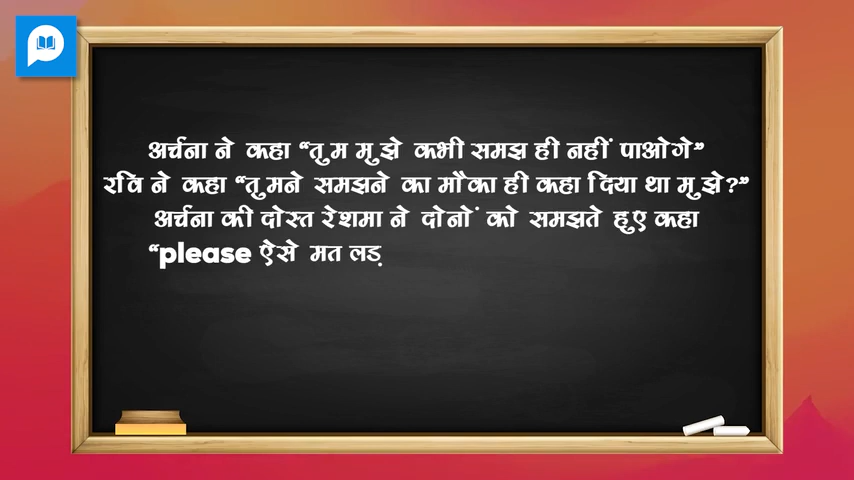 अर्चना ने कहा “तुम मुझे कभी समझ ही नहीं पाओगे”
रवि ने कहा “तुमने समझने का मौका ही कहा दिया था मुझे?”
अर्चना की दोस्त रेशमा ने दोनों को समझते हुए कहा
“please ऐसे मत लड़